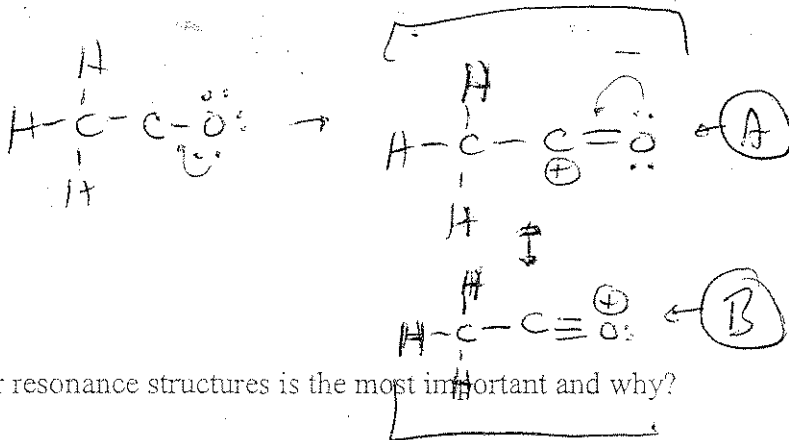 H
H-C-C-O:
H
→
H
H-C-C=O
⊕
H
← A
↕
H
H-C-C≡O:
⊕
H
← B
resonance structures is the most important and why?